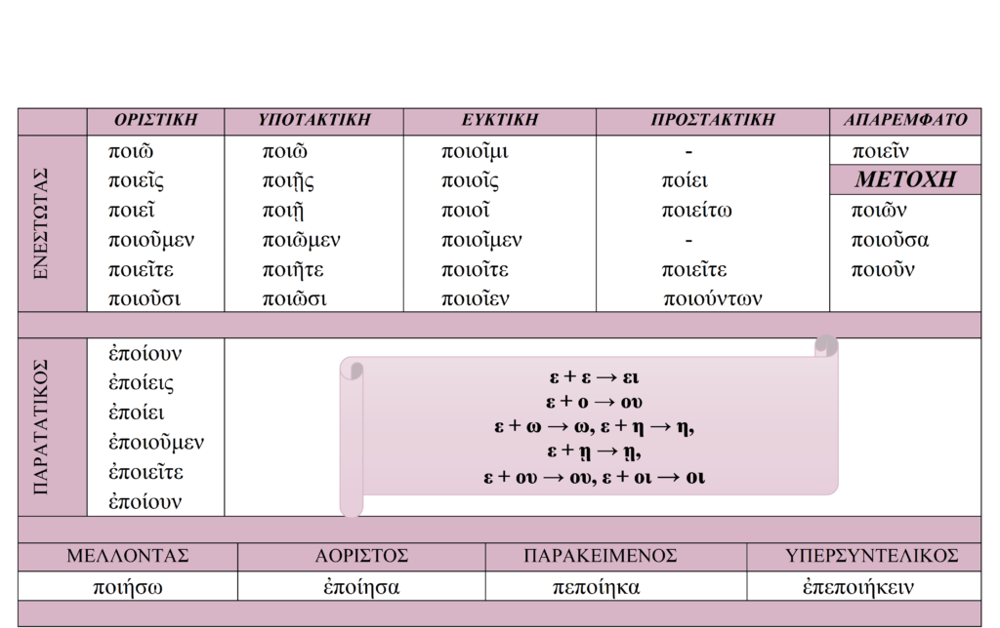 ΟΡΙΣΤΙΚΗ ΥΠΟΤΑΚΤΙΚΗ ΕΥΚΤΙΚΗ ΠΡΟΣΤΑΚΤΙΚΗ ΑΠΑΡΕΜΦΑΤΟ
ΕΝΕΣΤΩΤΑΣ
ποιῶ ποιῶ ποιοῖμι - ποιεῖν
ποιεῖς ποιῇς ποιοῖς ποίει ΜΕΤΟΧΗ
ποιεῖ ποιῇ ποιοῖ ποιείτω ποιῶν
ποιοῦμεν ποιῶμεν ποιοῖμεν - ποιοῦσα
ποιεῖτε ποιῆτε ποιοῖτε ποιεῖτε ποιοῦν
ποιοῦσι ποιῶσι ποιοῖεν ποιούντων
ΠΑΡΑΤΑΤΙΚΟΣ
ἐποίουν
ἐποίεις
ἐποίει
ἐποιοῦμεν
ἐποιεῖτε
ἐποίουν
ε + ε → ει
ε + ο → ου
ε + ω → ω, ε + η → η,
ε + ῃ → ῃ,
ε + ου → ου, ε + οι → οι
ΜΕΛΛΟΝΤΑΣ ΑΟΡΙΣΤΟΣ ΠΑΡΑΚΕΙΜΕΝΟΣ ΥΠΕΡΣΥΝΤΕΛΙΚΟΣ
ποιήσω ἐποίησα πεποίηκα ἐπεποιήκειν